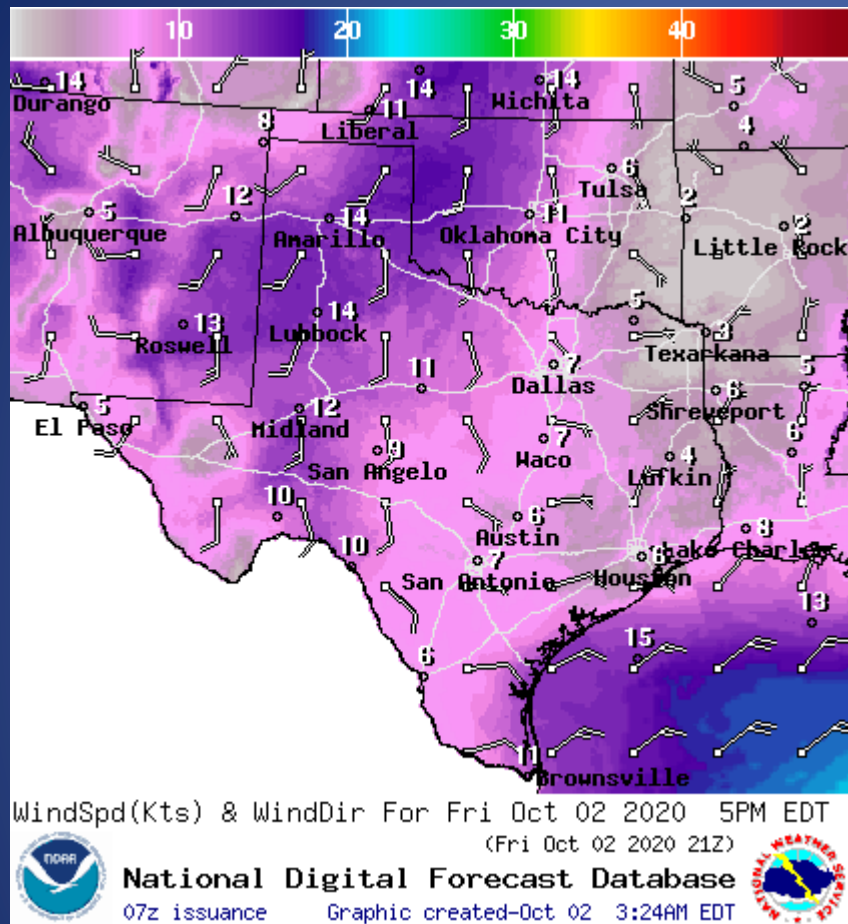 10 20 30 40
14 14 14 5
Durango Wichita
11
Liberal
8 4
6
Tulsa
5 12 14 11 2 2
Albuquerque Amarillo Oklahoma City Little Rock
13 14 5 3
Roswell Lubbock Texarkana
7
11 Dallas 6 5
5 12 Shreveport
El Paso Midland
9 7 4 6
San Angelo Waco Lufkin
10 6 8
Austin Lake Charles
10 7 8
San Antonio Houston
13
6 15
11
Brownsville
WindSpd(Kts) & WindDir For Fri Oct 02 2020 5PM EDT
(Fri Oct 02 2020 21Z)
National Digital Forecast Database
07z issuance Graphic created-Oct 02 3:24AM EDT
NOAA
NATIONAL WEATHER SERVICE